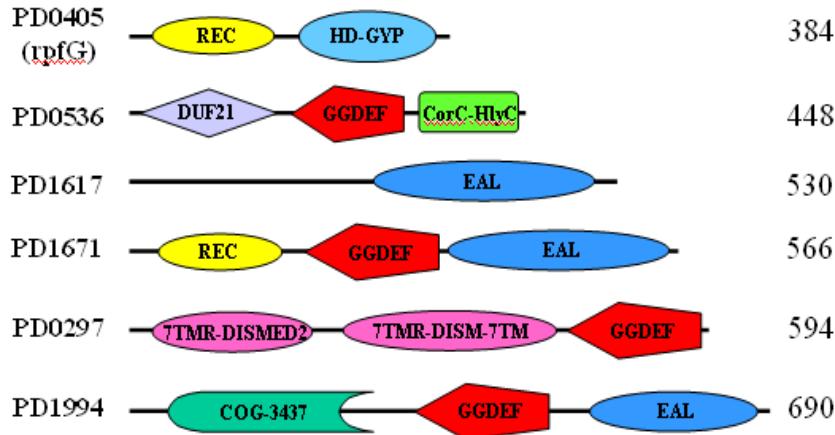 PD0405 REC HD-GYP 384
(rpfG)
PD0536 DUF21 GGDEF CorC-HlyC 448
PD1617 EAL 530
PD1671 REC GGDEF EAL 566
PD0297 7TMR-DISMED2 7TMR-DISM-7TM GGDEF 594
PD1994 COG-3437 GGDEF EAL 690